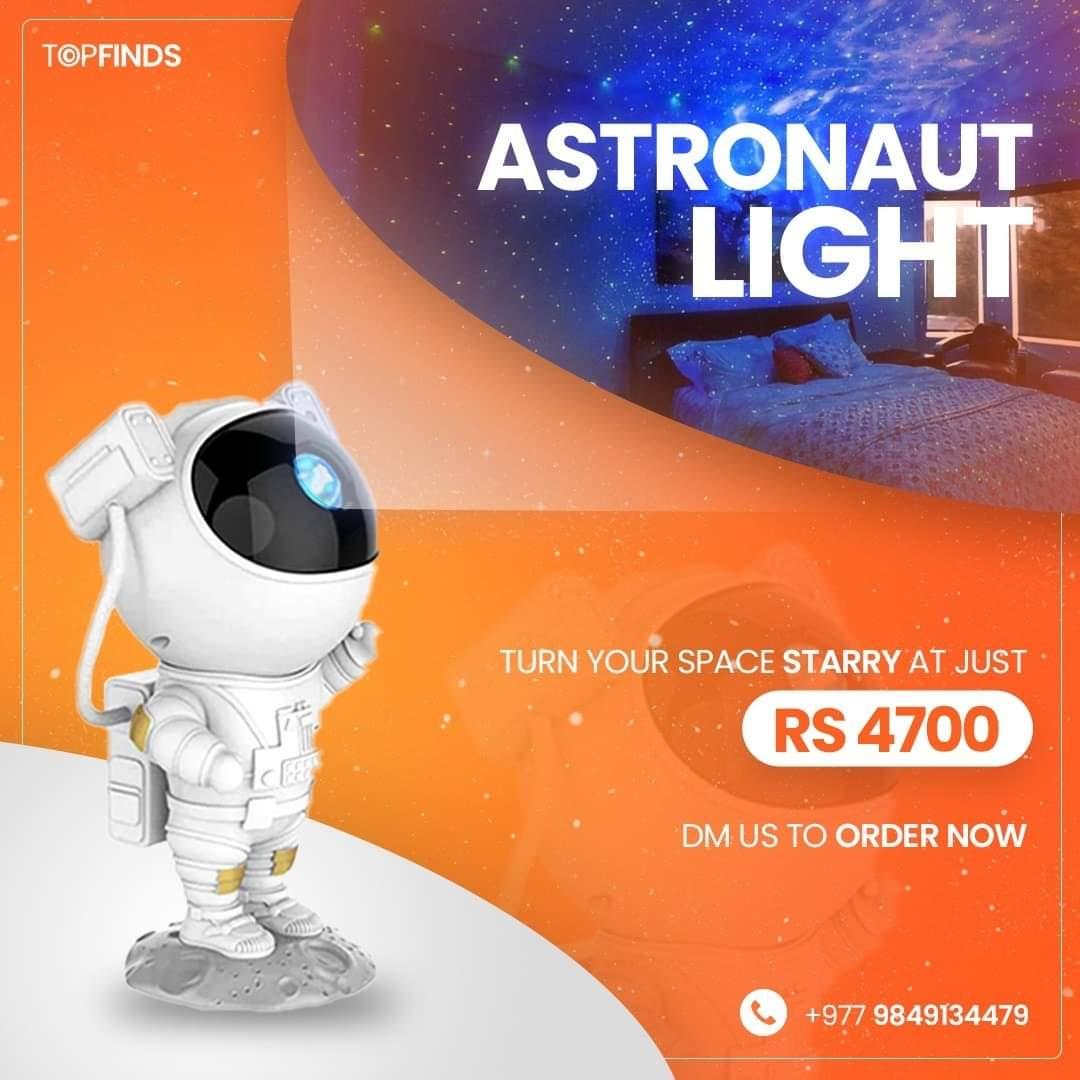 TOPFINDS
ASTRONAUT
LIGHT
TURN YOUR SPACE STARRY AT JUST
RS 4700
DM US TO ORDER NOW
+977 9849134479